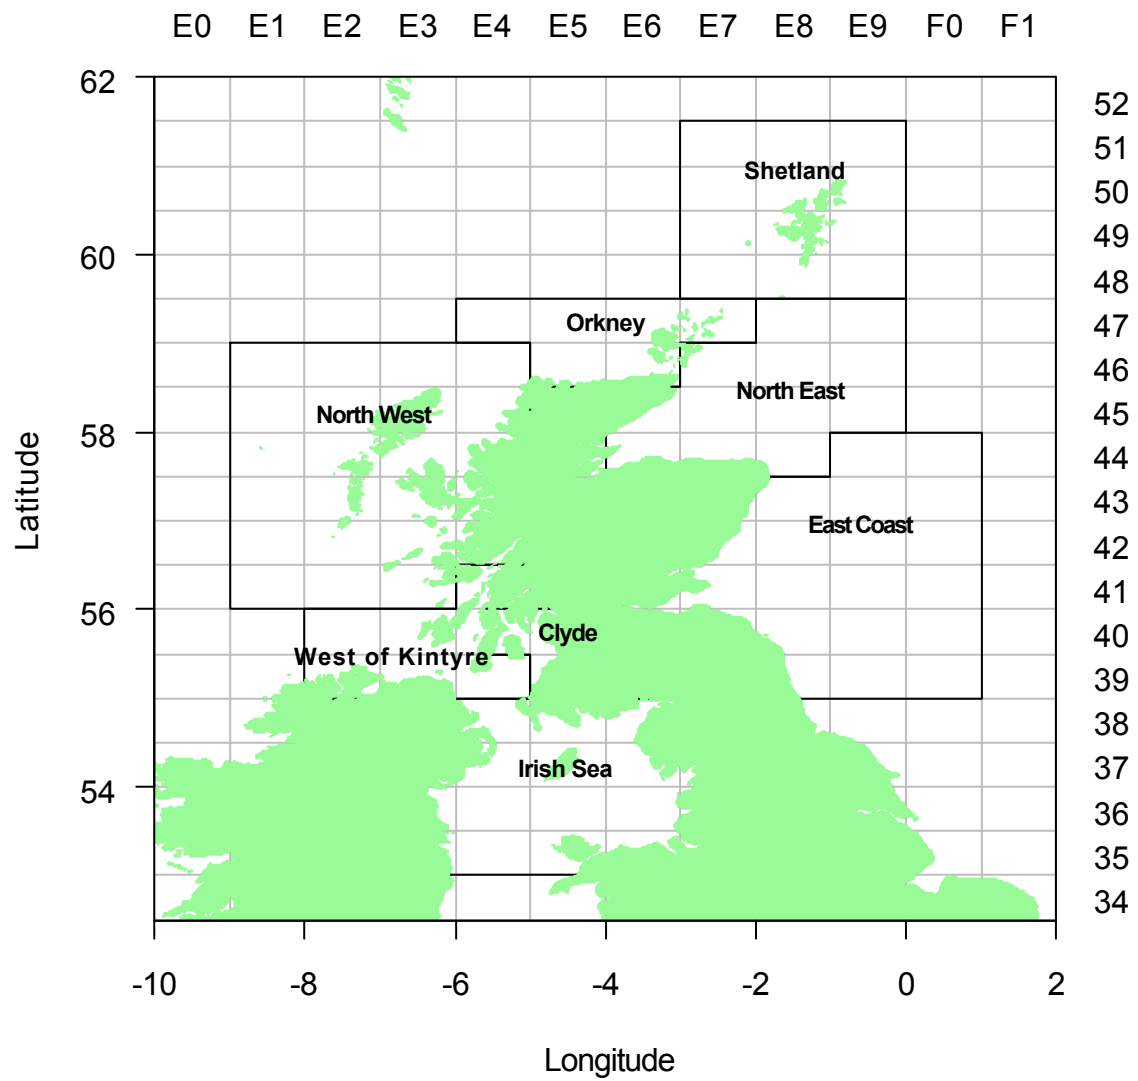 E0 E1 E2 E3 E4 E5 E6 E7 E8 E9 F0 F1
62
52
51
Shetland
50
49
60
48
Orkney
47
46
North East
North West
45
58
44
43
East Coast
42
41
56
Clyde
40
West of Kintyre
39
38
Irish Sea
37
54
36
35
34
-10 -8 -6 -4 -2 0 2
Latitude
Longitude